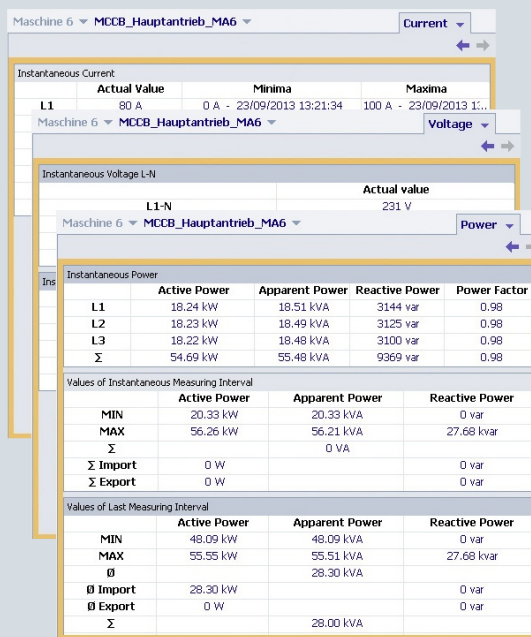 Maschine 6 MCCB_Hauptantrieb_MA6 Current
Instantaneous Current
Actual Value Minima Maxima
L1 80 A 0 A - 23/09/2013 13:21:34 100 A - 23/09/2013 13...
Maschine 6 MCCB_Hauptantrieb_MA6 Voltage
Instantaneous Voltage L-N
Actual value
L1-N 231 V
Ins
Maschine 6 MCCB_Hauptantrieb_MA6 Power
Instantaneous Power
Active Power Apparent Power Reactive Power Power Factor
L1 18.24 kW 18.51 kVA 3144 var 0.98
L2 18.23 kW 18.49 kVA 3125 var 0.98
L3 18.22 kW 18.48 kVA 3100 var 0.98
Σ 54.69 kW 55.48 kVA 9369 var 0.98
Values of Instantaneous Measuring Interval
Active Power Apparent Power Reactive Power
MIN 20.33 kW 20.33 kVA 0 var
MAX 56.26 kW 56.21 kVA 27.68 kvar
Σ 0 VA
Σ Import 0 W 0 var
Σ Export 0 W 0 var
Values of Last Measuring Interval
Active Power Apparent Power Reactive Power
MIN 48.09 kW 48.09 kVA 0 var
MAX 55.55 kW 55.51 kVA 27.68 kvar
Ø 28.30 kVA
Ø Import 28.30 kW 0 var
Ø Export 0 W 0 var
Σ 28.00 kVA